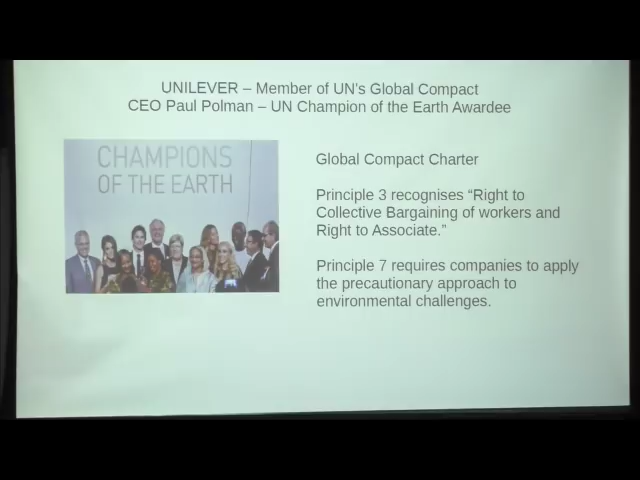 UNILEVER – Member of UN's Global Compact
CEO Paul Polman – UN Champion of the Earth Awardee
CHAMPIONS
OF THE EARTH
Global Compact Charter
Principle 3 recognises “Right to
Collective Bargaining of workers and
Right to Associate.”
Principle 7 requires companies to apply
the precautionary approach to
environmental challenges.